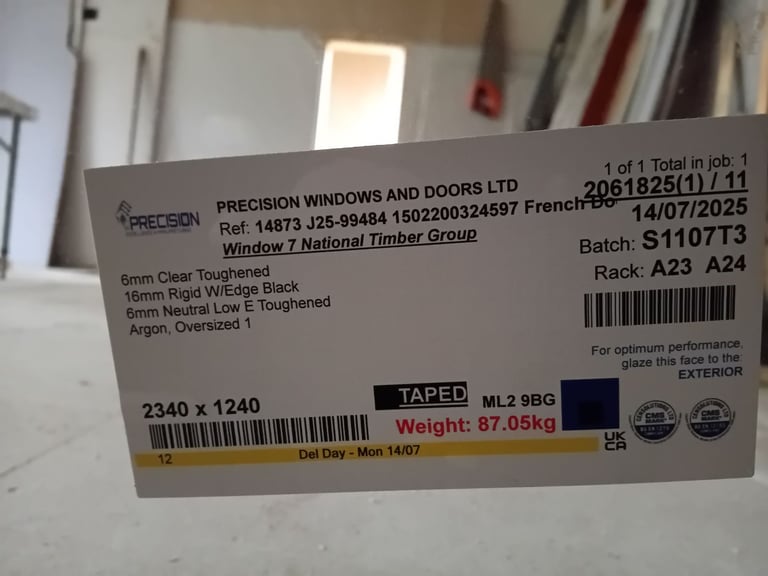 PRECISION
PRECISION WINDOWS AND DOORS LTD
Ref: 14873 J25-99484 1502200324597 French Do
Window 7 National Timber Group
1 of 1 Total in job: 1
2061825(1) / 11
14/07/2025
Batch: S1107T3
Rack: A23 A24
6mm Clear Toughened
16mm Rigid W/Edge Black
6mm Neutral Low E Toughened
Argon, Oversized 1
For optimum performance,
glaze this face to the:
EXTERIOR
2340 x 1240
TAPED
ML2 9BG
Weight: 87.05kg
UK
CA
CMS
CMS
12
Del Day - Mon 14/07